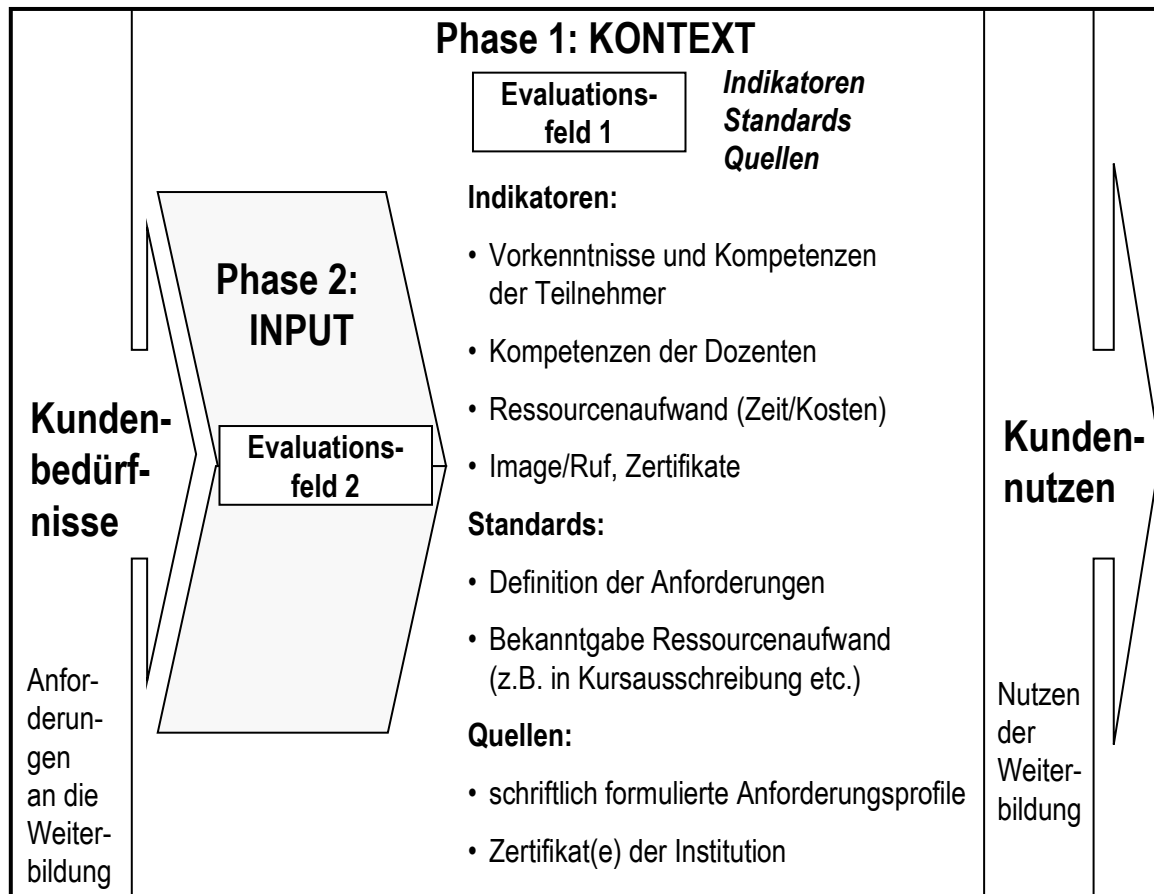 Phase 1: KONTEXT
Evaluations-
feld 1
Indikatoren
Standards
Quellen
Kunden-
bedürf-
nisse
Anfor-
derun-
gen
an die
Weiter-
bildung
Phase 2:
INPUT
Evaluations-
feld 2
Indikatoren:
• Vorkenntnisse und Kompetenzen
der Teilnehmer
• Kompetenzen der Dozenten
• Ressourcenaufwand (Zeit/Kosten)
• Image/Ruf, Zertifikate
Standards:
• Definition der Anforderungen
• Bekanntgabe Ressourcenaufwand
(z.B. in Kursausschreibung etc.)
Quellen:
• schriftlich formulierte Anforderungsprofile
• Zertifikat(e) der Institution
Kunden-
nutzen
Nutzen
der
Weiter-
bildung